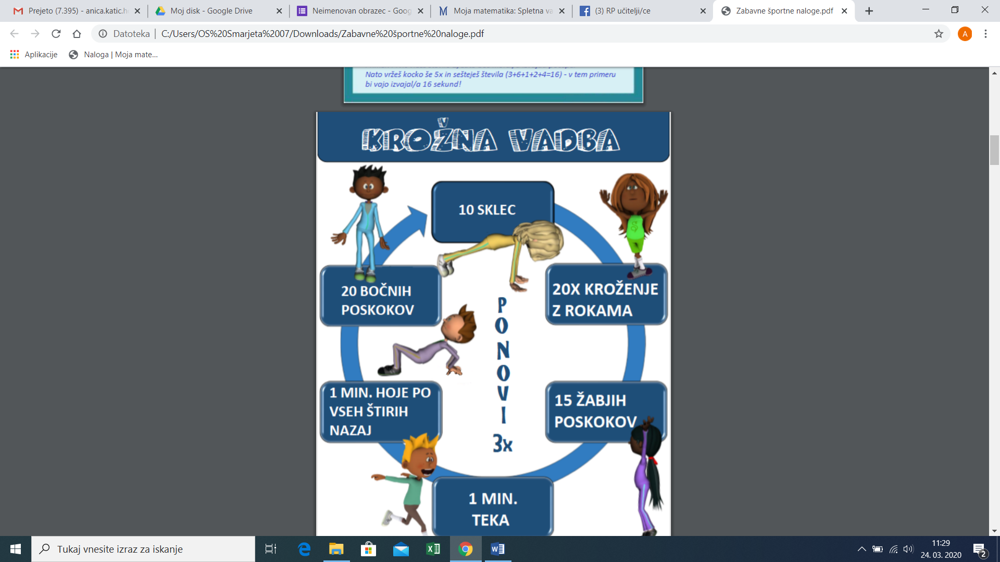 Prejeto (7.395) - anica.katic.h
Moj disk - Google Drive
Neimenovan obrazec - Goog
Moja matematika: Spletna va
(3) RP učitelji/ce
Zabavne športne naloge.pdf
Datoteka
C:/Users/OS%20Smarjeta%2007/Downloads/Zabavne%20športne%20naloge.pdf
A
Aplikacije
Naloga | Moja mate...
Nato vržeš kocko še 5x in sešteješ števila (3+6+1+2+4=16) - v tem primeru
bi vajo izvajal/a 16 sekund!
KROŽNA VADBA
10 SKLEC
20X KROŽENJE
Z ROKAMA
15 ŽABJIH
POSKOKOV
1 MIN.
TEKA
1 MIN. HOJE PO
VSEH ŠTIRIH
NAZAJ
20 BOČNIH
POSKOKOV
P
O
N
O
V
I
3x
Tukaj vnesite izraz za iskanje
11:29
24. 03. 2020
2